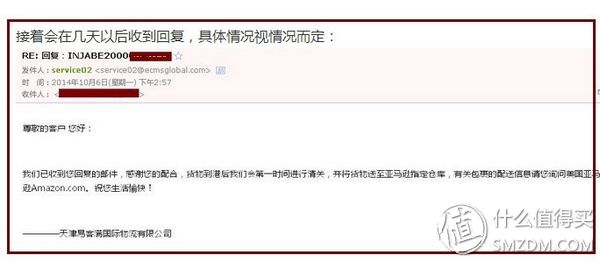 接着会在几天以后收到回复,具体情况视情况而定:
RE: 回复:INJABE2000
发件人:service02 <service02@ecmsglobal.com>
时 间:2014年10月6日(星期一) 下午2:57
收件人:<
尊敬的客户 您好:
我们已收到您回复的邮件,感谢您的配合,货物到港后我们会第一时间进行清关,并将货物送至亚马逊指定仓库,有关包裹的配送信息请您询问美国亚马
逊Amazon.com。祝您生活愉快!
————天津易客满国际物流有限公司
值 什么值得买
SMZDM.COM